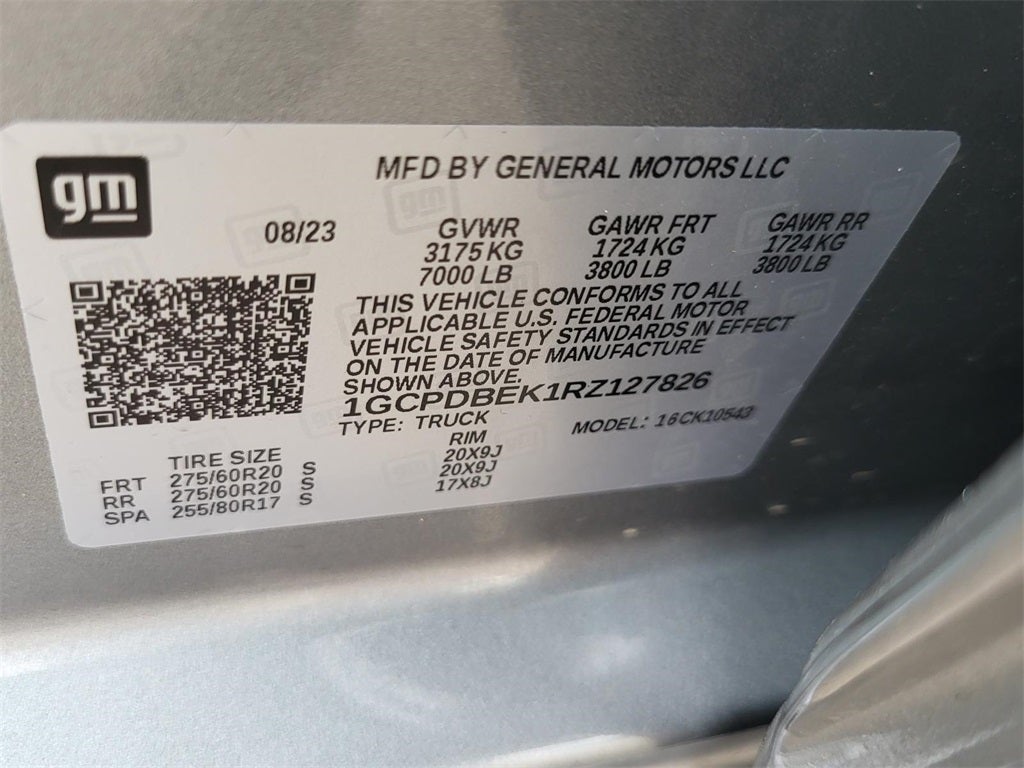 gm
MFD BY GENERAL MOTORS LLC
08/23 GVWR GAWR FRT GAWR RR
3175 KG 1724 KG 1724 KG
7000 LB 3800 LB 3800 LB
THIS VEHICLE CONFORMS TO ALL
APPLICABLE U.S. FEDERAL MOTOR
VEHICLE SAFETY STANDARDS IN EFFECT
ON THE DATE OF MANUFACTURE
SHOWN ABOVE.
1GCPDBEK1RZ127826
TYPE: TRUCK MODEL: 16CK10543
TIRE SIZE RIM
FRT 275/60R20 S 20X9J
RR 275/60R20 S 20X9J
SPA 255/80R17 S 17X8J